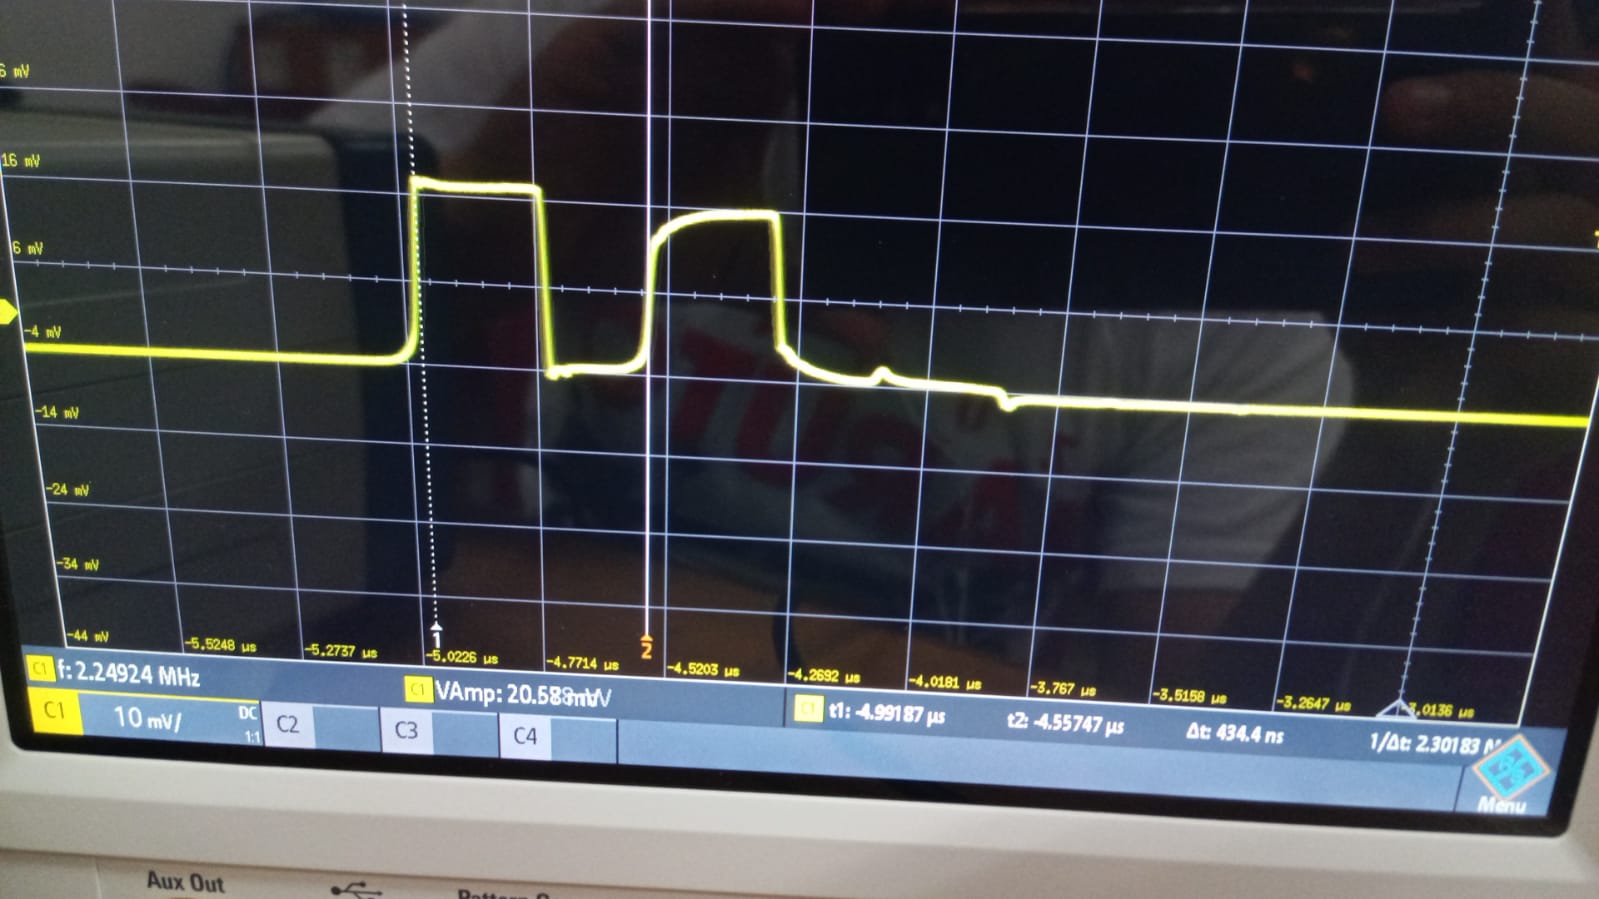 6 mV
16 mV
6 mV
-4 mV
-14 mV
-24 mV
-34 mV
-44 mV
-5.5248 µs
-5.2737 µs
-5.0226 µs
-4.7714 µs
-4.5203 µs
-4.2692 µs
-4.0181 µs
-3.767 µs
-3.5158 µs
-3.2647 µs
-3.0136 µs
1
2
C1 f: 2.24924 MHz
C1 VAmp: 20.58 mV
C1 t1: -4.99187 µs t2: -4.55747 µs Δt: 434.4 ns 1/Δt: 2.30183 M
C1 10 mV/ DC 1:1 C2 C3 C4
Menu
Aux Out